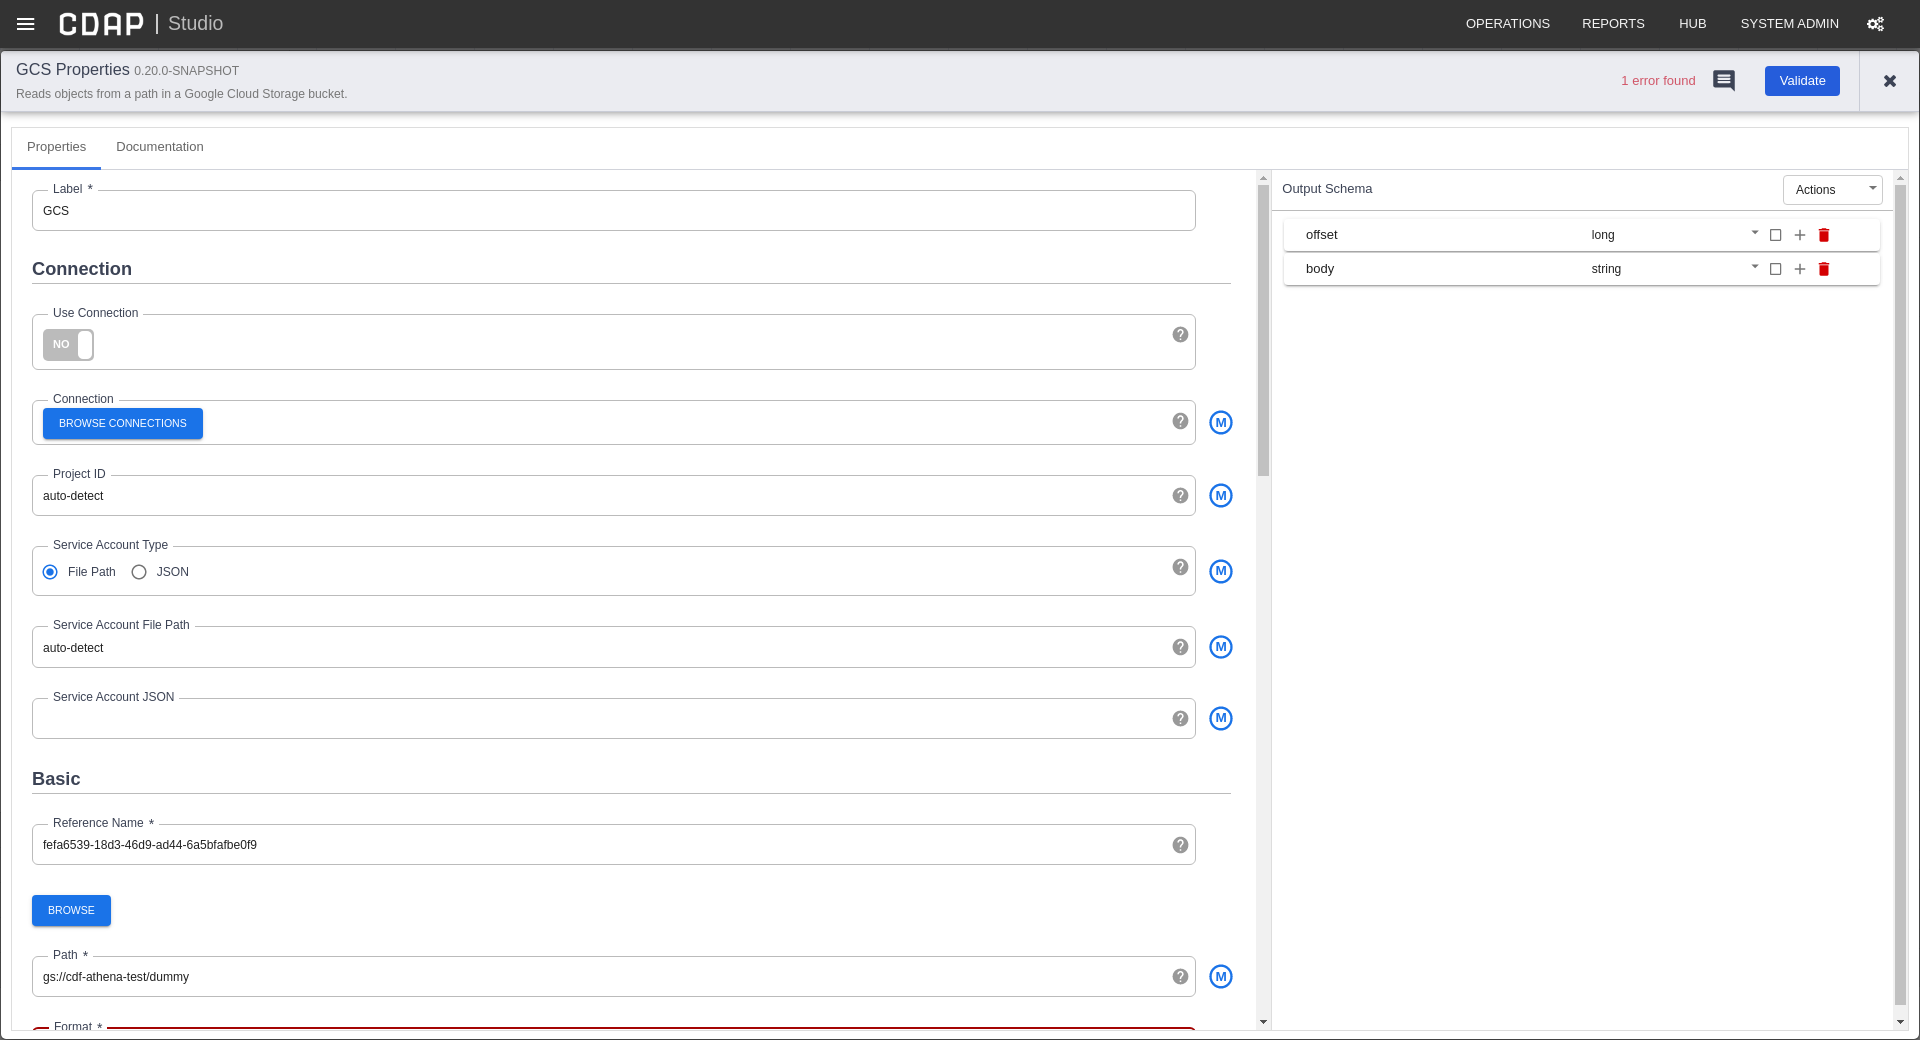 CDAP | Studio
OPERATIONS REPORTS HUB SYSTEM ADMIN
GCS Properties 0.20.0-SNAPSHOT
Reads objects from a path in a Google Cloud Storage bucket.
1 error found
Validate
Properties Documentation
Label *
GCS
Connection
Use Connection
NO
Connection
BROWSE CONNECTIONS
M
Project ID
auto-detect
M
Service Account Type
File Path JSON
M
Service Account File Path
auto-detect
M
Service Account JSON
M
Basic
Reference Name *
fefa6539-18d3-46d9-ad44-6a5bfafbe0f9
BROWSE
Path *
gs://cdf-athena-test/dummy
M
Format *
Output Schema
Actions
offset long
body string